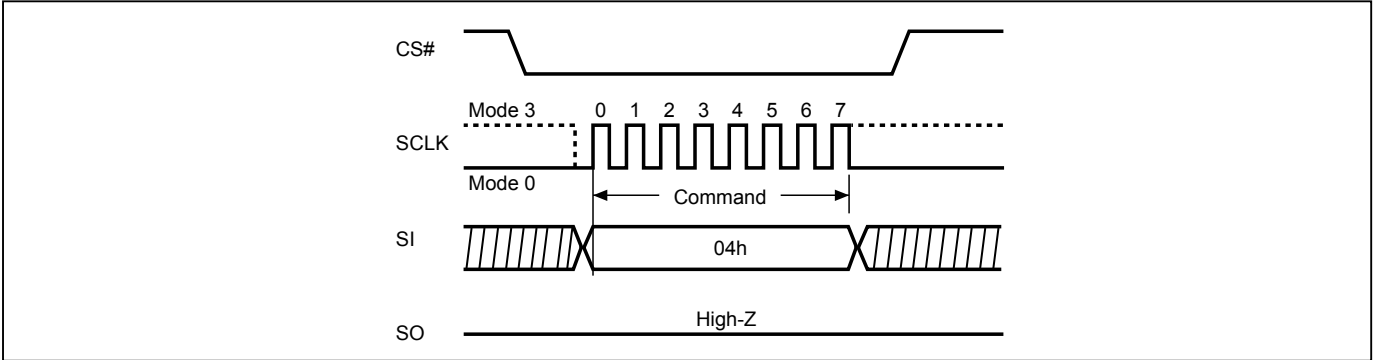 CS#
Mode 3 0 1 2 3 4 5 6 7
SCLK
Mode 0
Command
SI
04h
High-Z
SO